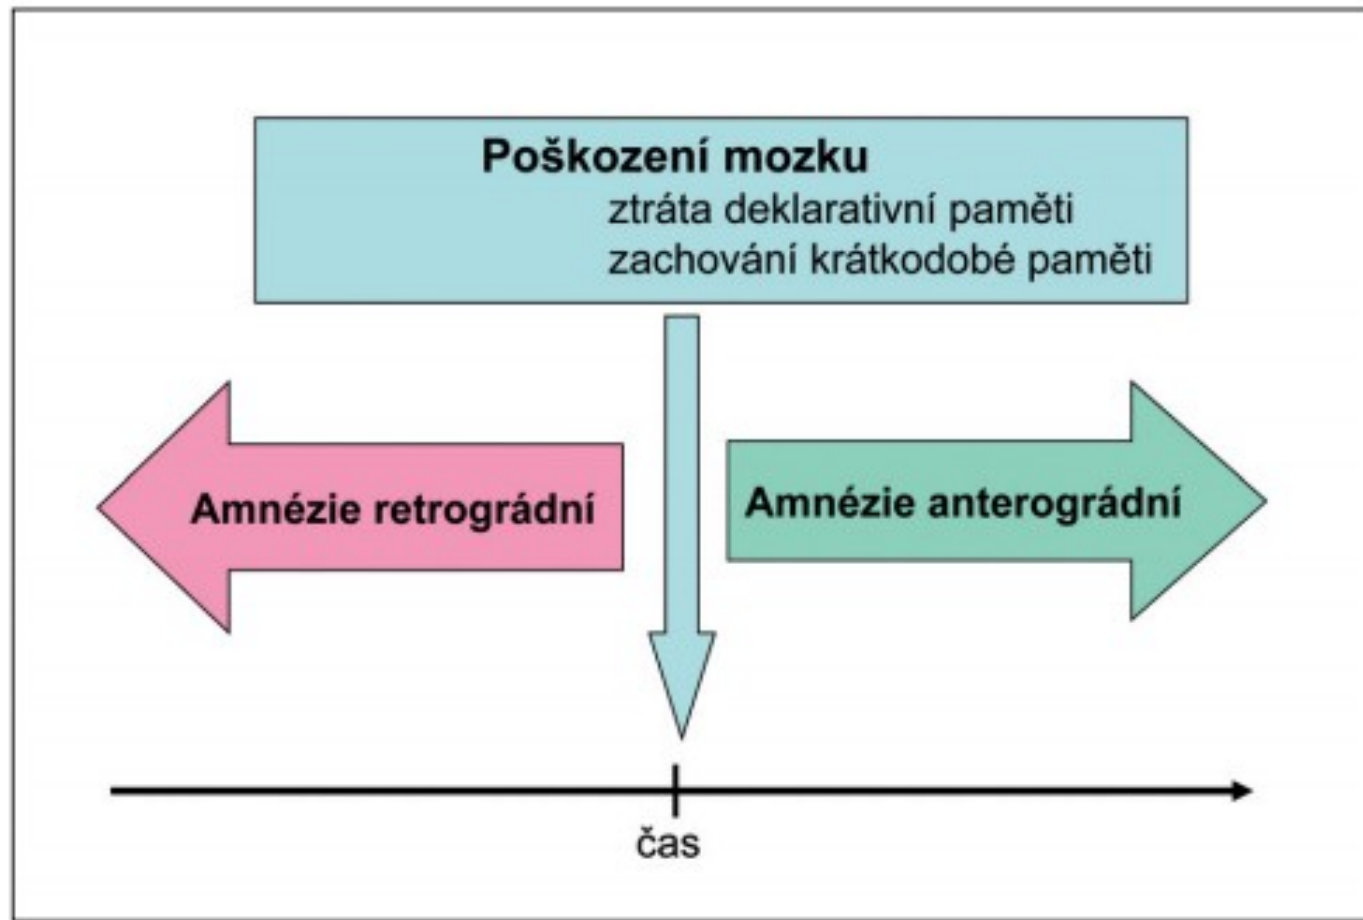 Poškození mozku
ztráta deklarativní paměti
zachování krátkodobé paměti
Amnézie retrográdní
Amnézie anterográdní
čas